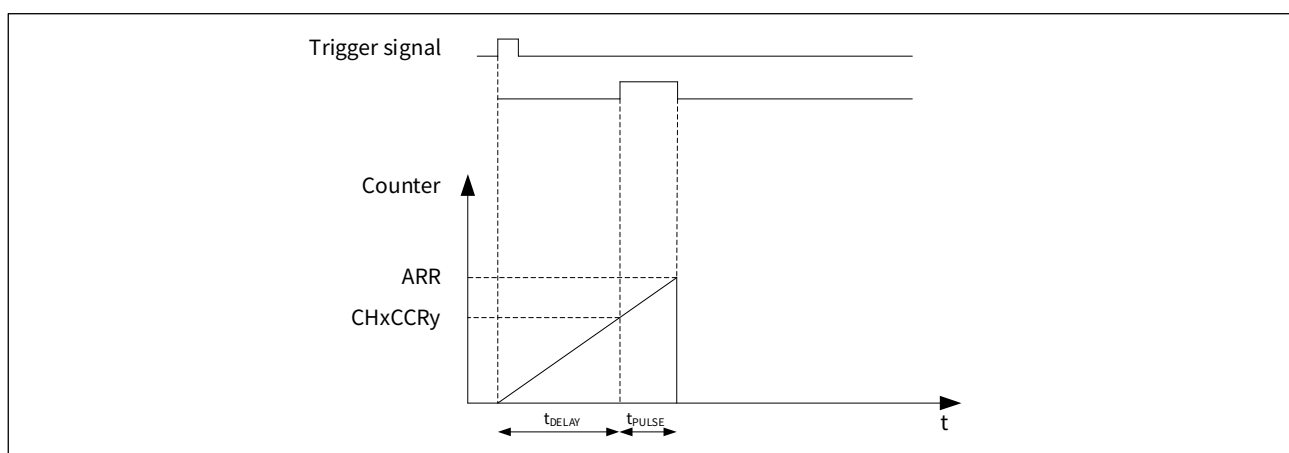 Trigger signal
Counter
ARR
CHxCCRy
tDELAY
tPULSE
t